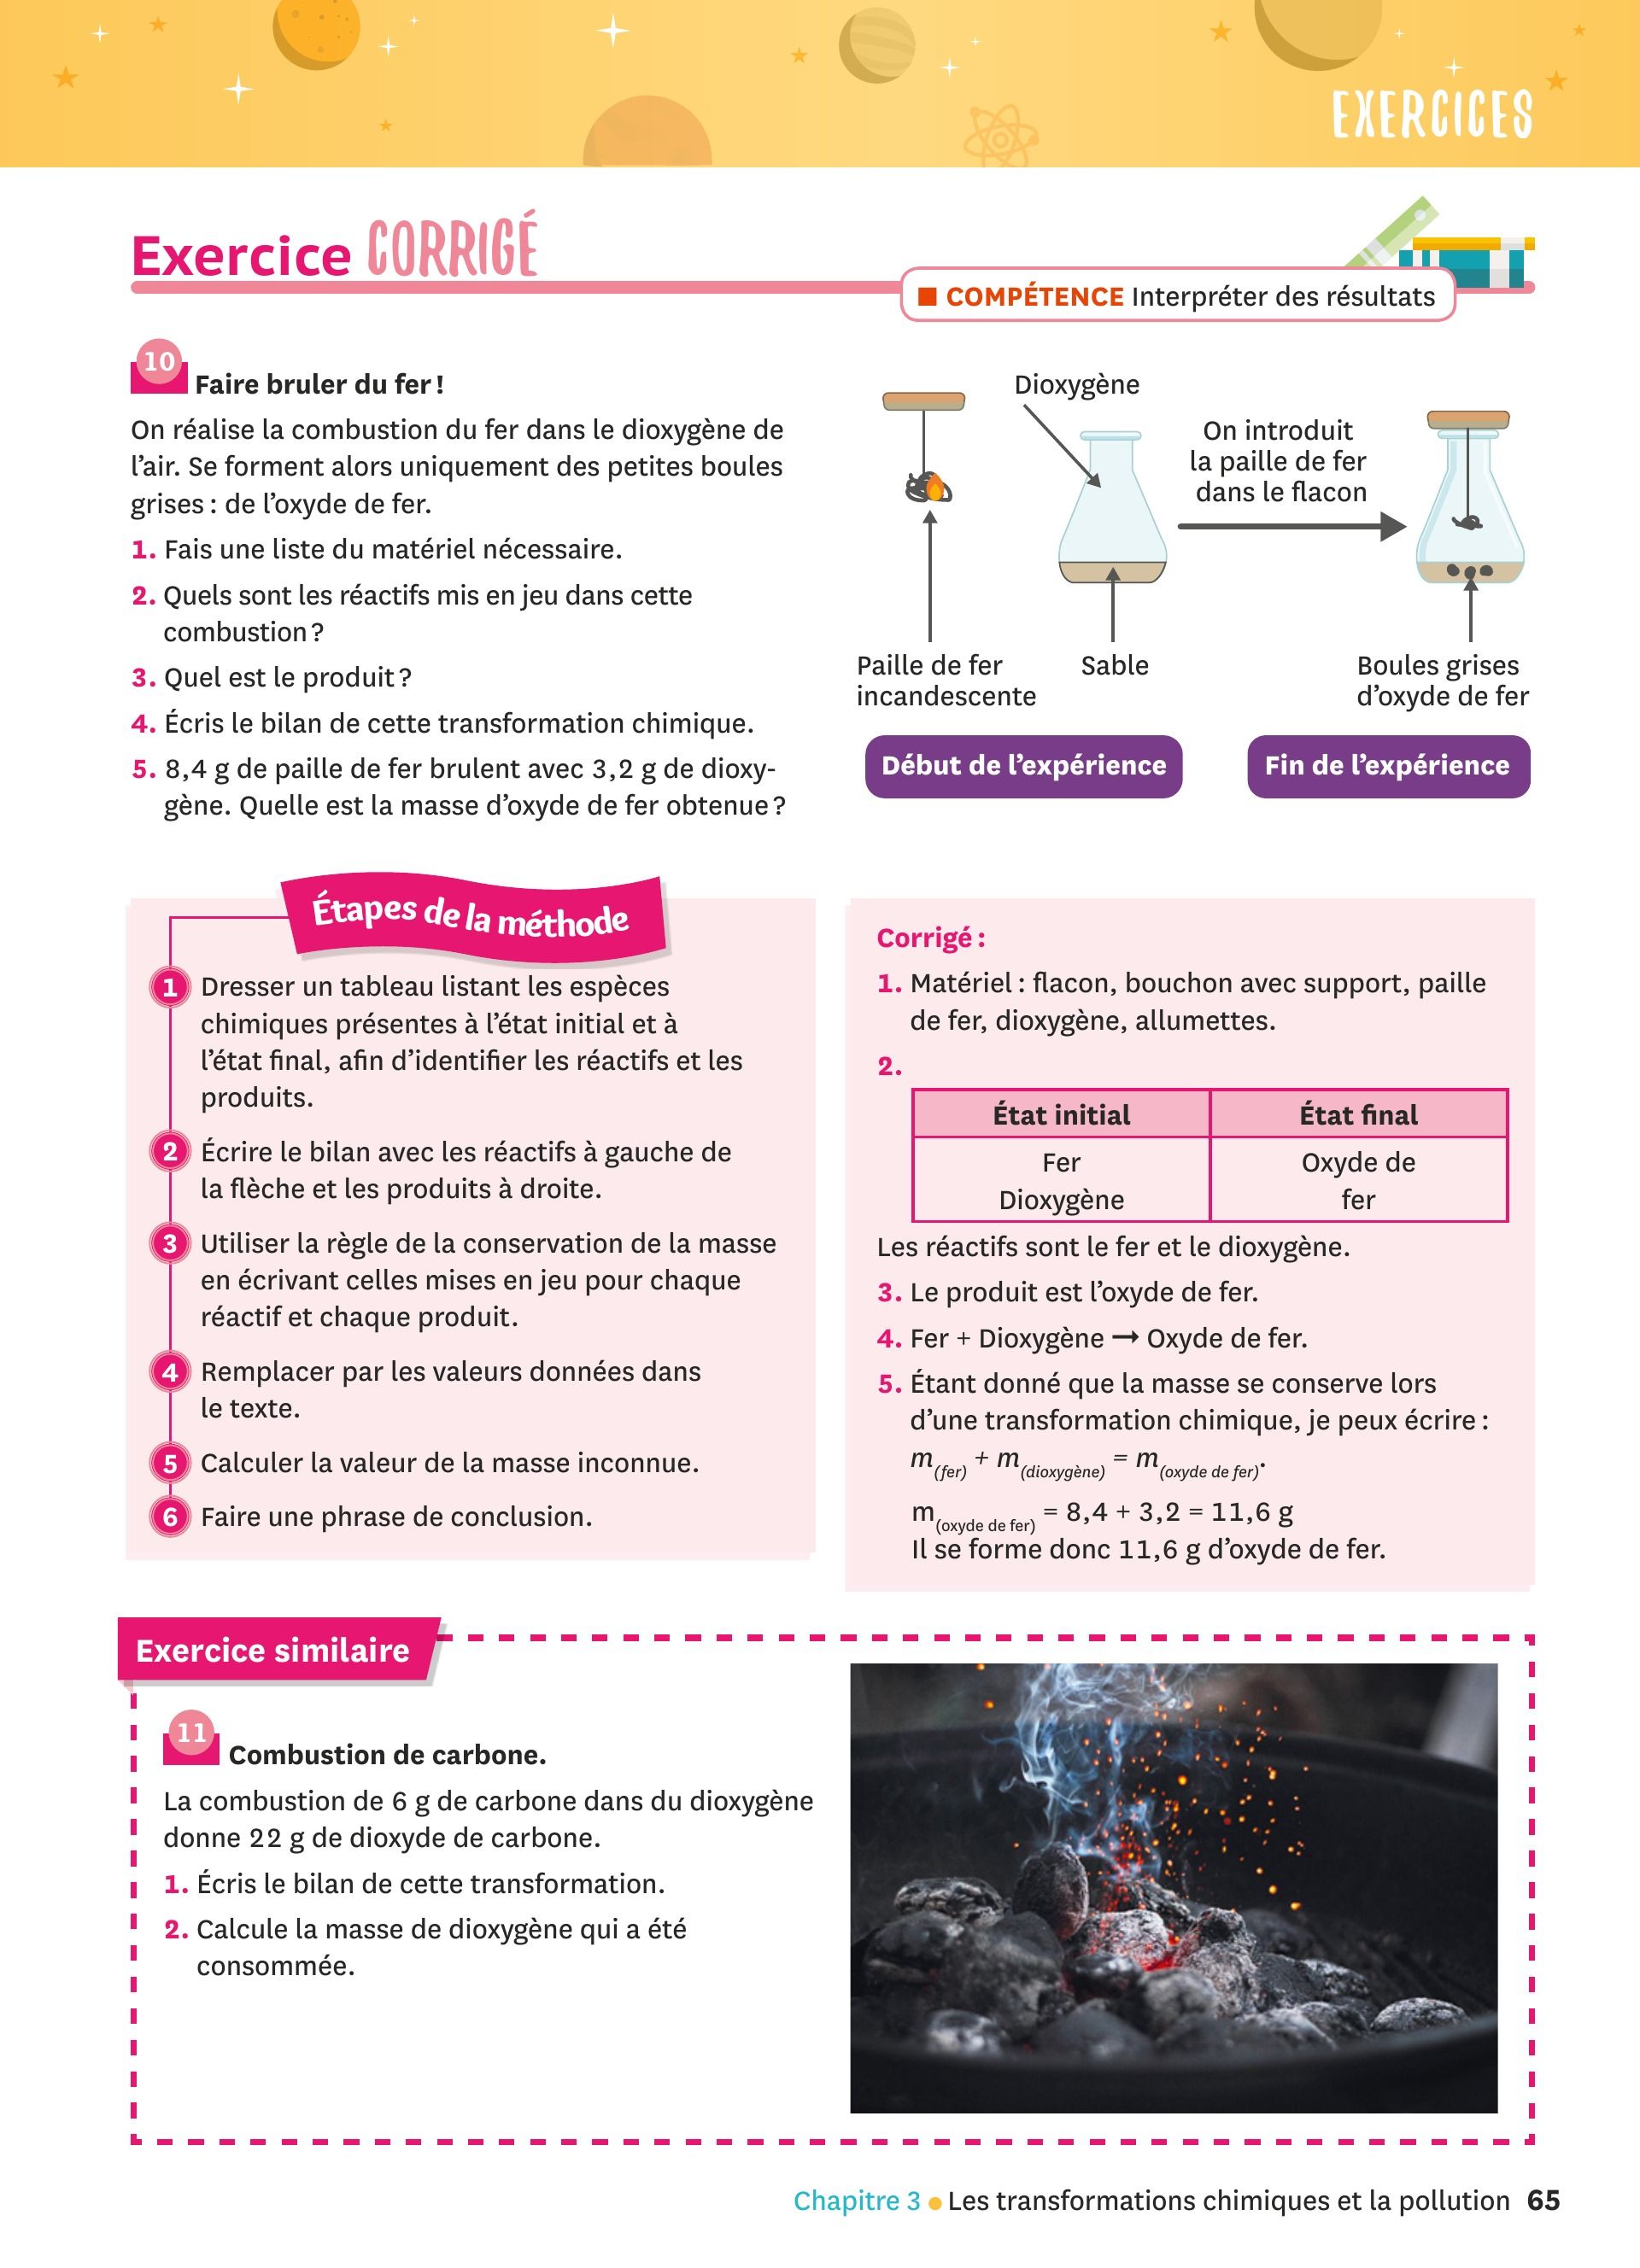 EXERCICES
Exercice CORRIGÉ
COMPÉTENCE Interpréter des résultats
10
Faire bruler du fer !
On réalise la combustion du fer dans le dioxygène de
l’air. Se forment alors uniquement des petites boules
grises : de l’oxyde de fer.
1. Fais une liste du matériel nécessaire.
2. Quels sont les réactifs mis en jeu dans cette
combustion ?
3. Quel est le produit ?
4. Écris le bilan de cette transformation chimique.
5. 8,4 g de paille de fer brulent avec 3,2 g de dioxy-
gène. Quelle est la masse d’oxyde de fer obtenue ?
Dioxygène
On introduit
la paille de fer
dans le flacon
Paille de fer
incandescente
Sable
Boules grises
d’oxyde de fer
Début de l’expérience
Fin de l’expérience
Étapes de la méthode
1 Dresser un tableau listant les espèces
chimiques présentes à l’état initial et à
l’état final, afin d’identifier les réactifs et les
produits.
2 Écrire le bilan avec les réactifs à gauche de
la flèche et les produits à droite.
3 Utiliser la règle de la conservation de la masse
en écrivant celles mises en jeu pour chaque
réactif et chaque produit.
4 Remplacer par les valeurs données dans
le texte.
5 Calculer la valeur de la masse inconnue.
6 Faire une phrase de conclusion.
Corrigé :
1. Matériel : flacon, bouchon avec support, paille
de fer, dioxygène, allumettes.
2.
État initial État final
Fer Oxyde de
Dioxygène fer
Les réactifs sont le fer et le dioxygène.
3. Le produit est l’oxyde de fer.
4. Fer + Dioxygène → Oxyde de fer.
5. Étant donné que la masse se conserve lors
d’une transformation chimique, je peux écrire :
m(fer) + m(dioxygène) = m(oxyde de fer).
m(oxyde de fer) = 8,4 + 3,2 = 11,6 g
Il se forme donc 11,6 g d’oxyde de fer.
Exercice similaire
11
Combustion de carbone.
La combustion de 6 g de carbone dans du dioxygène
donne 22 g de dioxyde de carbone.
1. Écris le bilan de cette transformation.
2. Calcule la masse de dioxygène qui a été
consommée.
Chapitre 3 • Les transformations chimiques et la pollution 65